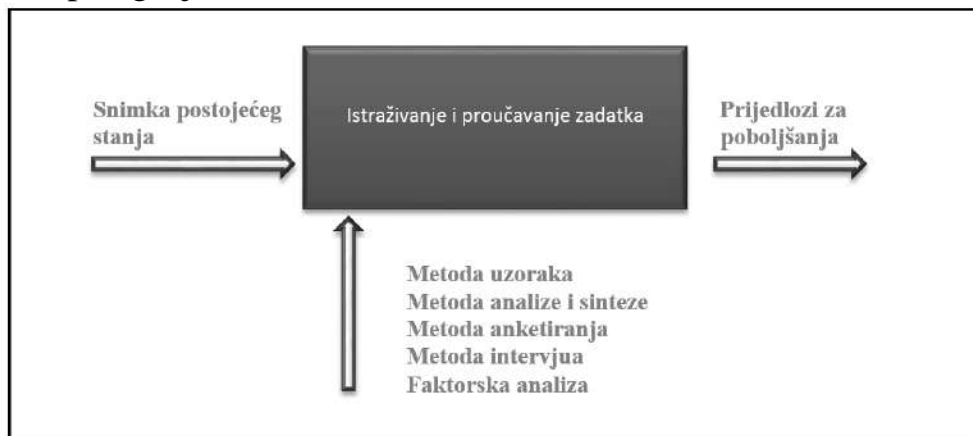 Snimka postojećeg
stanja
Istraživanje i proučavanje zadatka
Prijedlozi za
poboljšanja
Metoda uzoraka
Metoda analize i sinteze
Metoda anketiranja
Metoda intervjua
Faktorska analiza